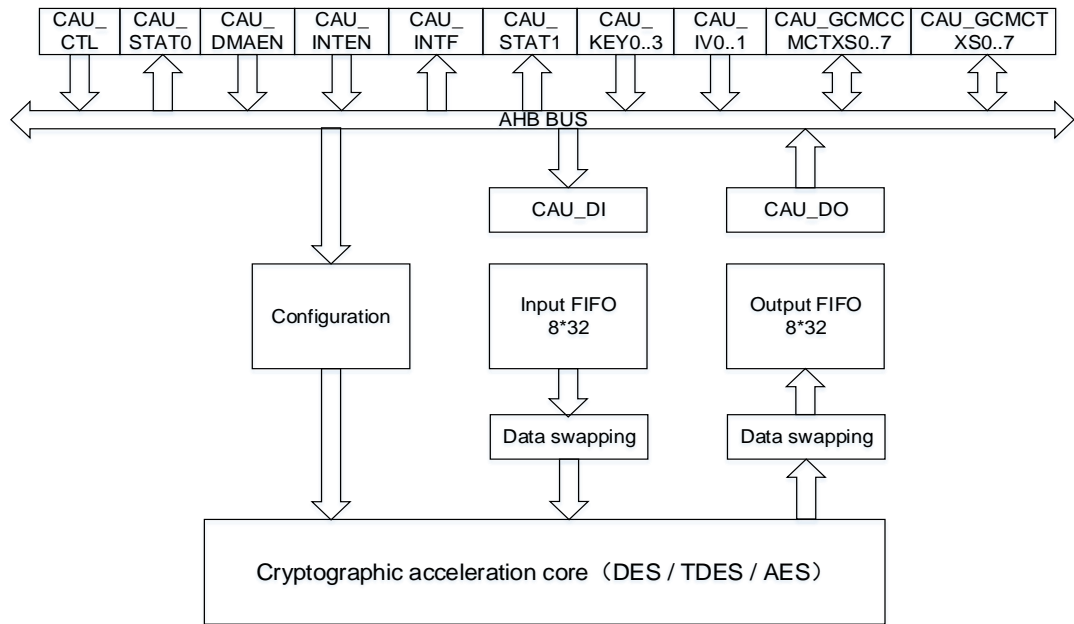 CAU_
CTL
CAU_
STAT0
CAU_
DMAEN
CAU_
INTEN
CAU_
INTF
CAU_
STAT1
CAU_
KEY0..3
CAU_
IV0..1
CAU_GCMCC
MCTXS0..7
CAU_GCMCT
XS0..7
AHB BUS
CAU_DI
CAU_DO
Configuration
Input FIFO
8*32
Output FIFO
8*32
Data swapping
Data swapping
Cryptographic acceleration core（DES / TDES / AES）